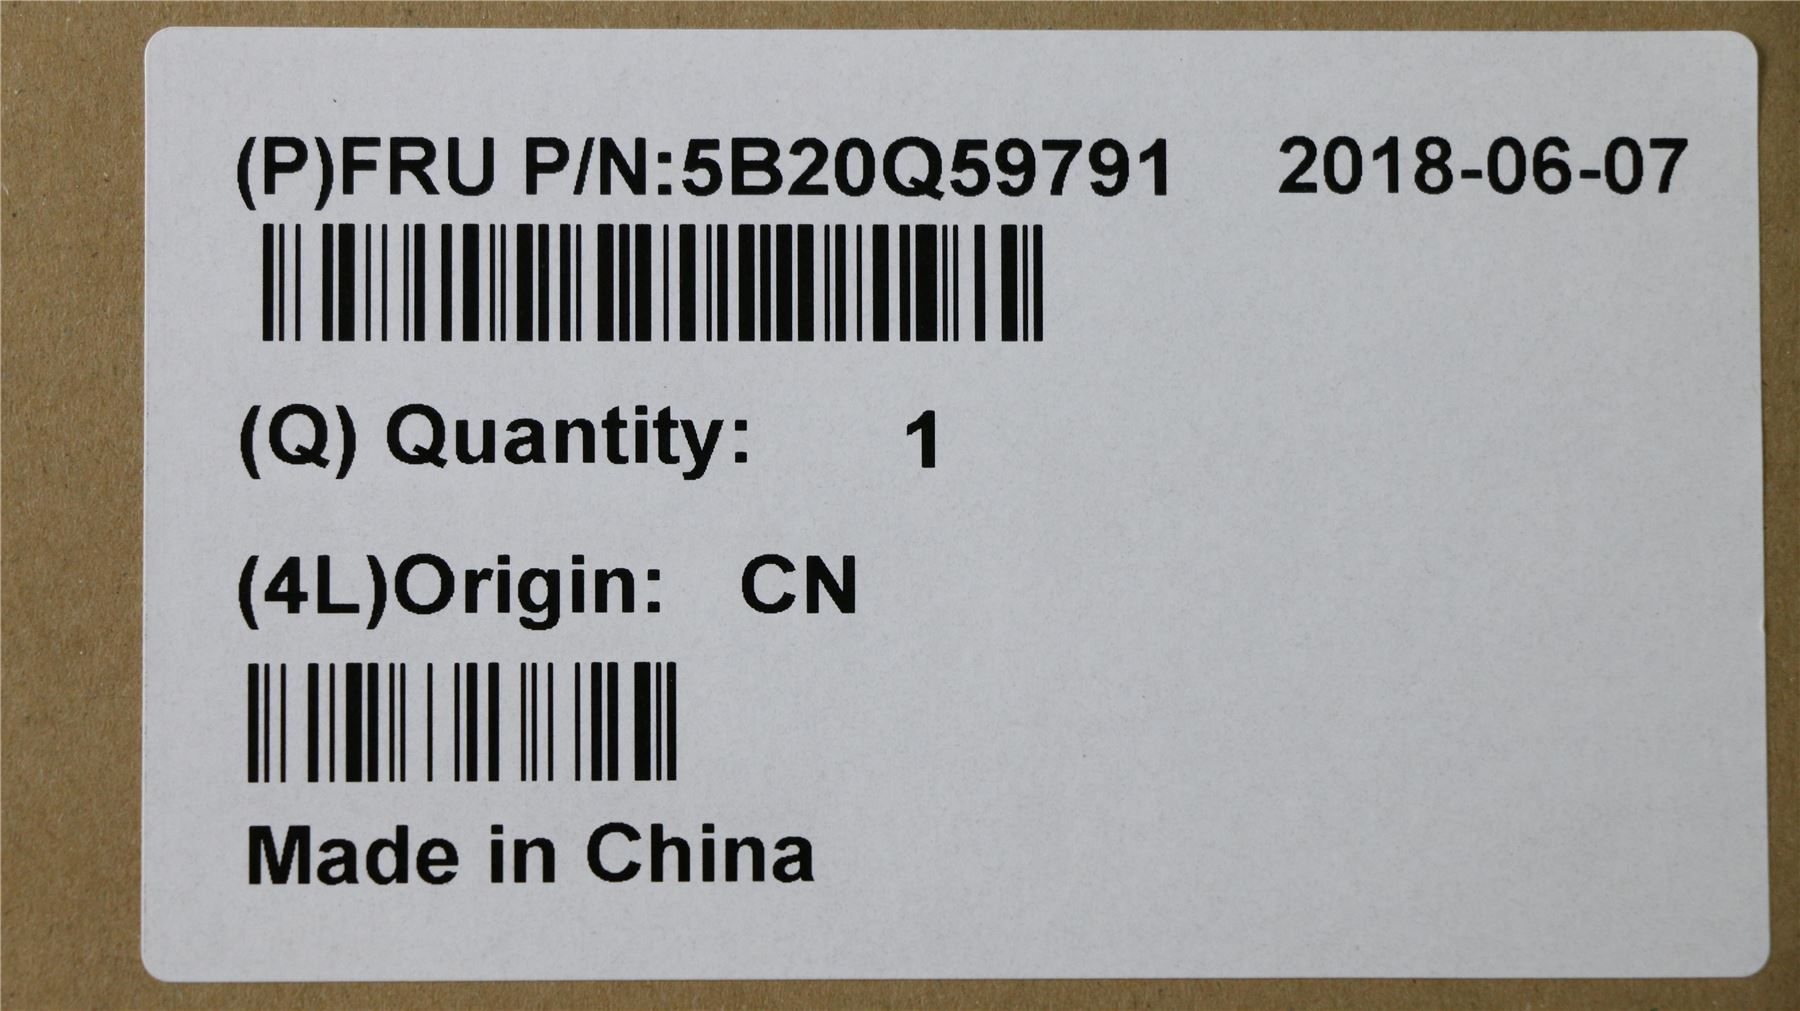 (P)FRU P/N:5B20Q59791 2018-06-07
(Q) Quantity: 1
(4L)Origin: CN
Made in China